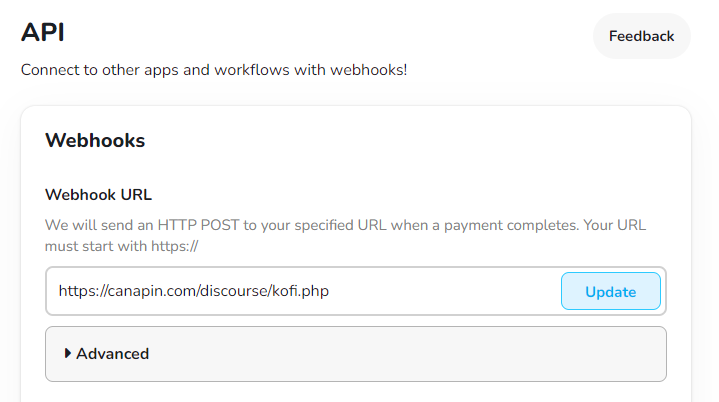 API
Feedback
Connect to other apps and workflows with webhooks!
Webhooks
Webhook URL
We will send an HTTP POST to your specified URL when a payment completes. Your URL
must start with https://
https://canapin.com/discourse/kofi.php
Update
Advanced